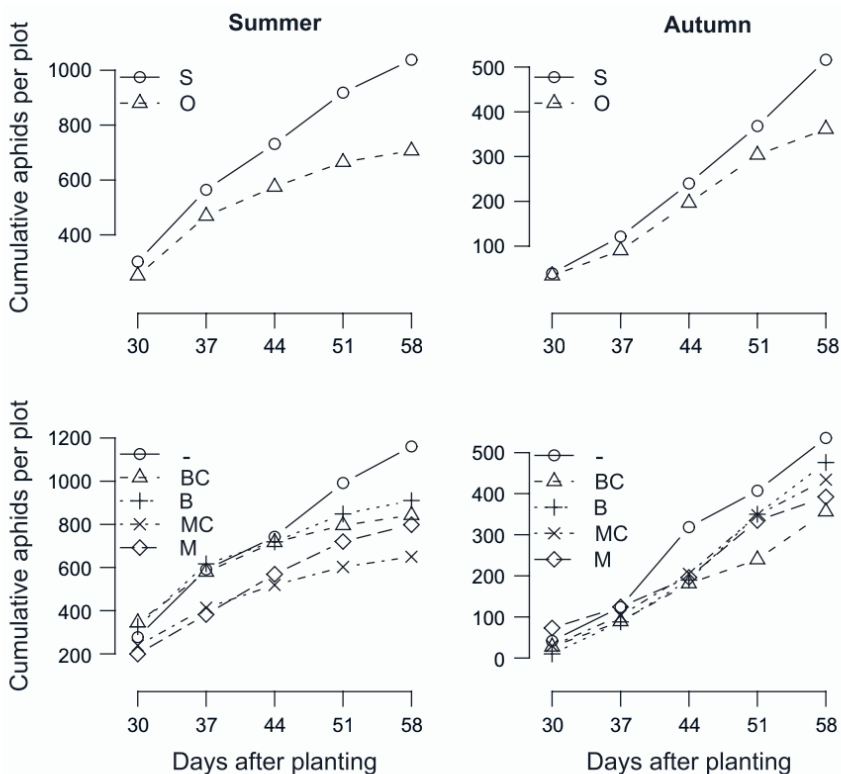 Summer
Cumulative aphids per plot
1000
800
600
400
S
O
30 37 44 51 58
Autumn
500
400
300
200
100
S
O
30 37 44 51 58
Cumulative aphids per plot
1200
1000
800
600
400
200
-
BC
B
MC
M
30 37 44 51 58
Days after planting
500
400
300
200
100
0
-
BC
B
MC
M
30 37 44 51 58
Days after planting